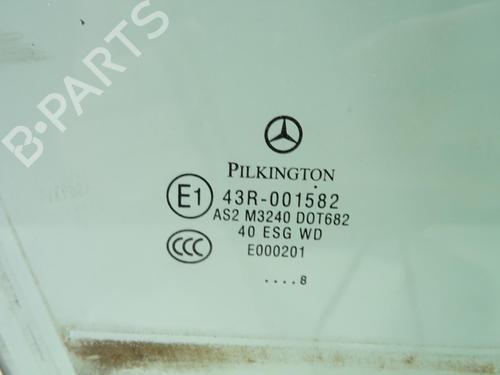 B-PARTS
PILKINGTON
E1 43R-001582
AS2 M3240 DOT682
40 ESG WD
CCC E000201
....8